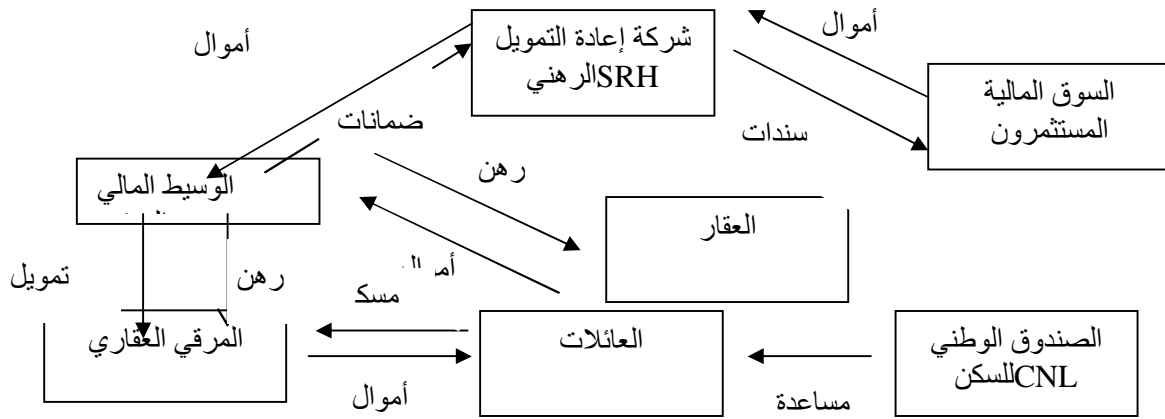 أموال
شركة إعادة التمويل
الرهني SRH
أموال
السوق المالية
المستثمرون
ضمانات
سندات
رهن
الوسيط المالي
العقار
تمويل
رهن
المرقي العقاري
العائلات
الصندوق الوطني
للسكن CNL
أموال
مساعدة